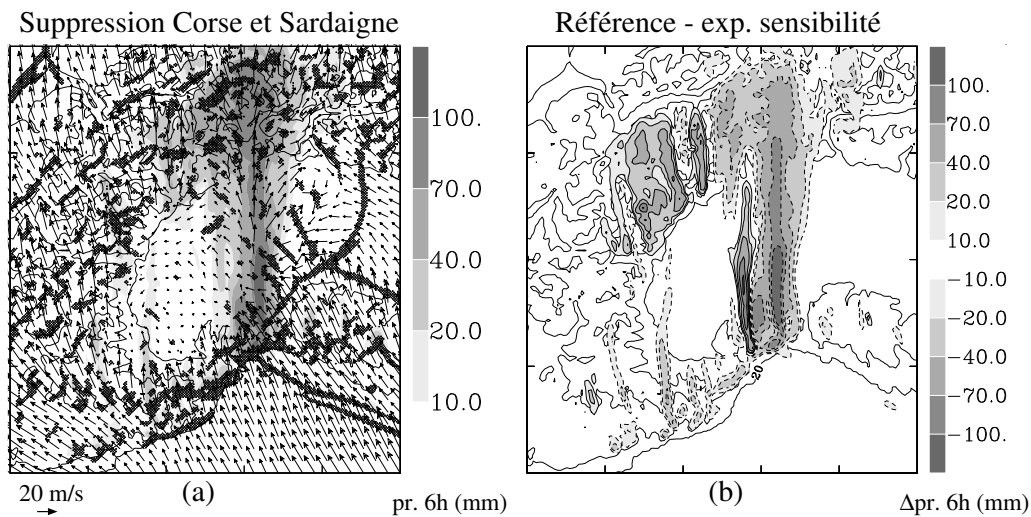 Suppression Corse et Sardaigne
Référence - exp. sensibilité
100.
70.0
40.0
20.0
10.0
100.
70.0
40.0
20.0
10.0
−10.0
−20.0
−40.0
−70.0
−100.
20
20 m/s
(a)
pr. 6h (mm)
(b)
Δpr. 6h (mm)